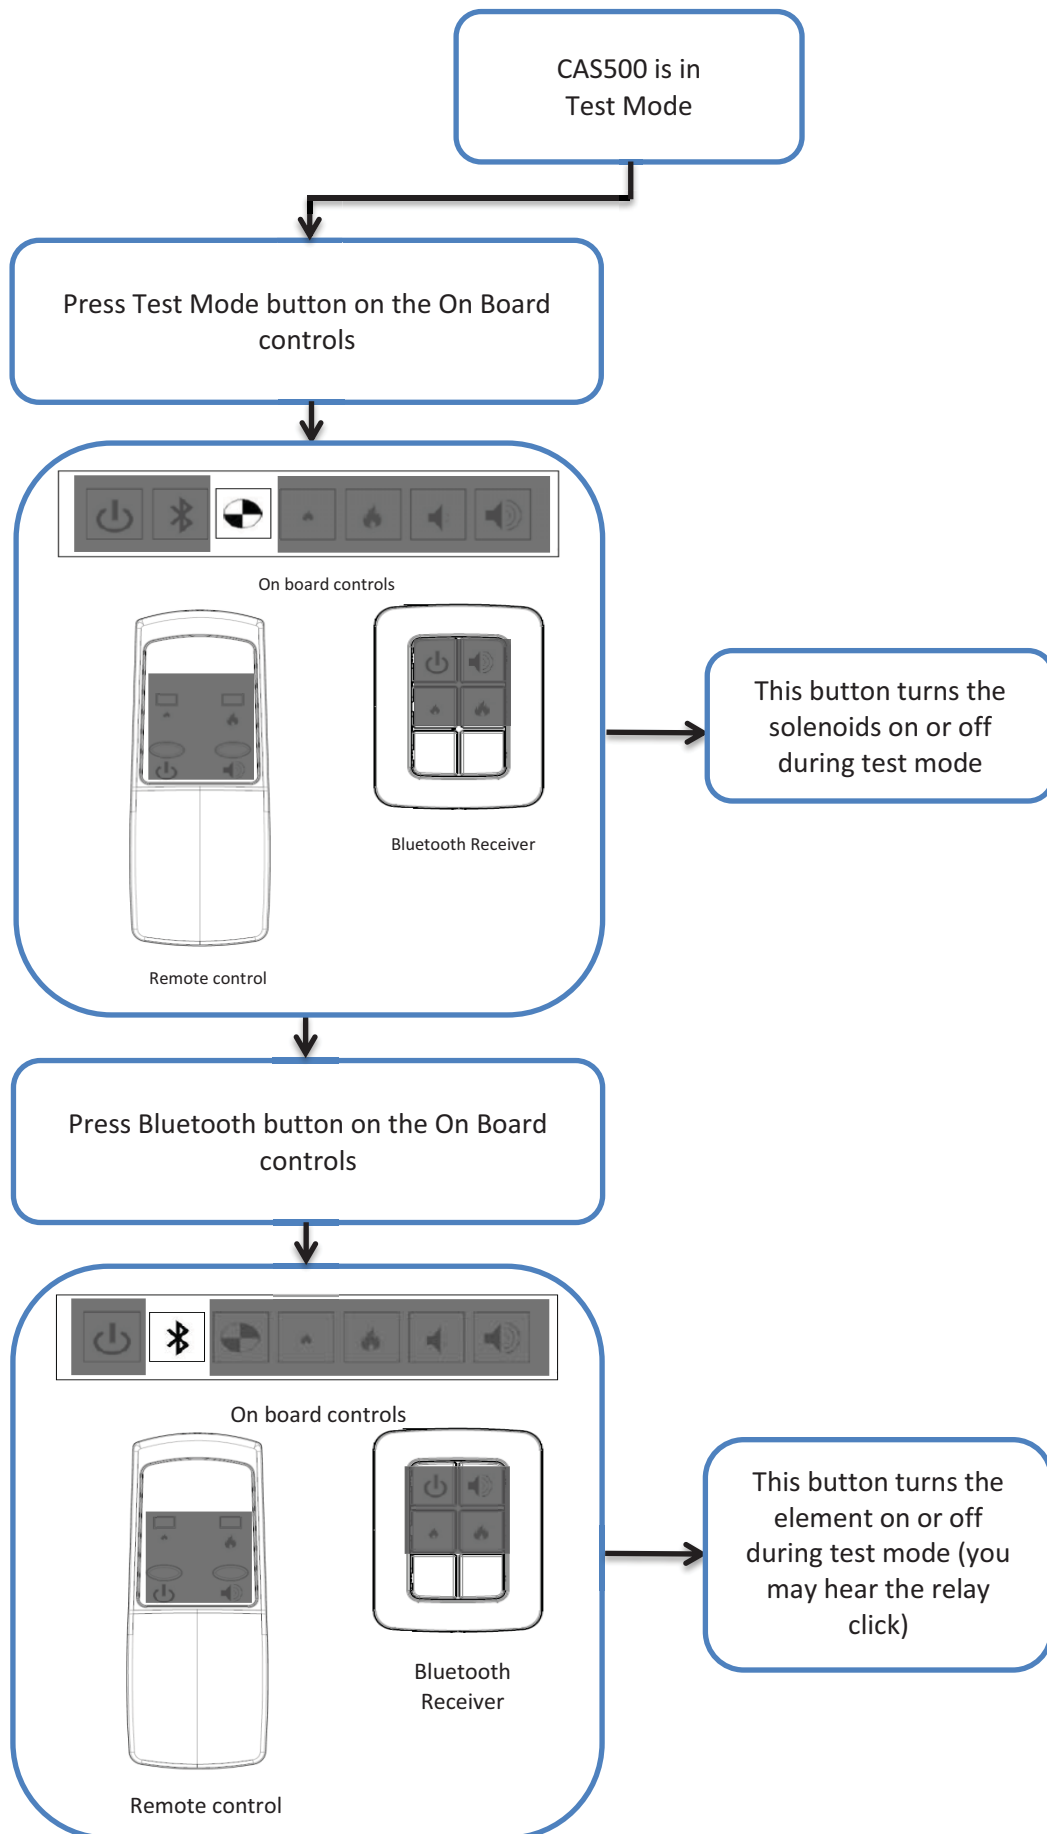 CAS500 is in
Test Mode
Press Test Mode button on the On Board
controls
On board controls
Bluetooth Receiver
Remote control
This button turns the
solenoids on or off
during test mode
Press Bluetooth button on the On Board
controls
On board controls
Bluetooth
Receiver
Remote control
This button turns the
element on or off
during test mode (you
may hear the relay
click)